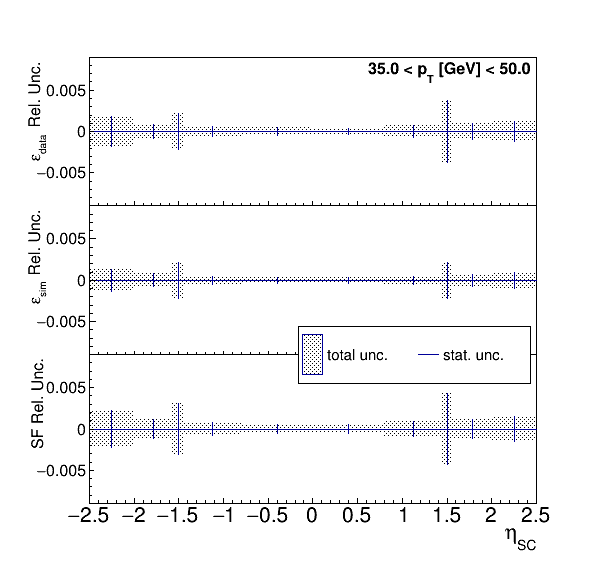 35.0 < p_T [GeV] < 50.0
ε_data Rel. Unc.
0.005
0
−0.005
ε_sim Rel. Unc.
0.005
0
−0.005
total unc.
stat. unc.
SF Rel. Unc.
0.005
0
−0.005
−2.5 −2 −1.5 −1 −0.5 0 0.5 1 1.5 2 2.5
η_SC